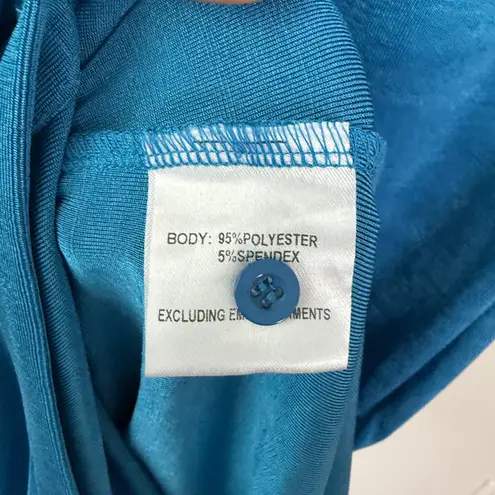 BODY: 95%POLYESTER
5%SPENDEX
EXCLUDING